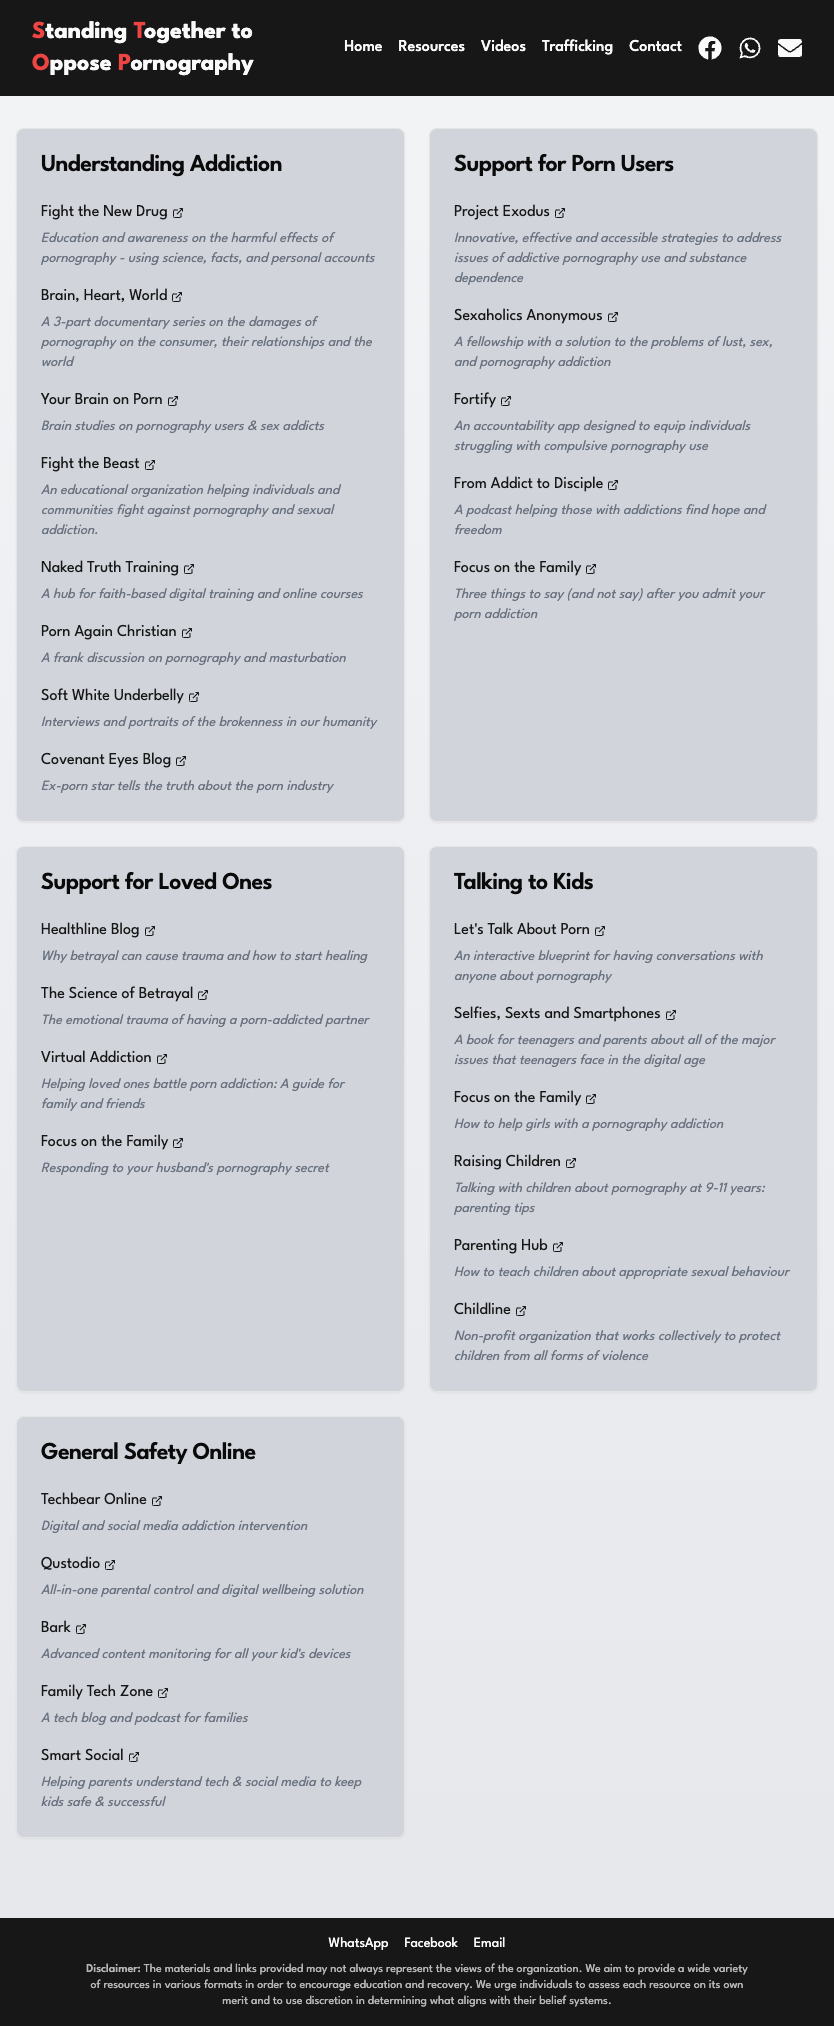 Standing Together to
Oppose Pornography
Home Resources Videos Trafficking Contact
Understanding Addiction
Fight the New Drug
Education and awareness on the harmful effects of
pornography - using science, facts, and personal accounts
Brain, Heart, World
A 3-part documentary series on the damages of
pornography on the consumer, their relationships and the
world
Your Brain on Porn
Brain studies on pornography users & sex addicts
Fight the Beast
An educational organization helping individuals and
communities fight against pornography and sexual
addiction.
Naked Truth Training
A hub for faith-based digital training and online courses
Porn Again Christian
A frank discussion on pornography and masturbation
Soft White Underbelly
Interviews and portraits of the brokenness in our humanity
Covenant Eyes Blog
Ex-porn star tells the truth about the porn industry
Support for Porn Users
Project Exodus
Innovative, effective and accessible strategies to address
issues of addictive pornography use and substance
dependence
Sexaholics Anonymous
A fellowship with a solution to the problems of lust, sex,
and pornography addiction
Fortify
An accountability app designed to equip individuals
struggling with compulsive pornography use
From Addict to Disciple
A podcast helping those with addictions find hope and
freedom
Focus on the Family
Three things to say (and not say) after you admit your
porn addiction
Support for Loved Ones
Healthline Blog
Why betrayal can cause trauma and how to start healing
The Science of Betrayal
The emotional trauma of having a porn-addicted partner
Virtual Addiction
Helping loved ones battle porn addiction: A guide for
family and friends
Focus on the Family
Responding to your husband's pornography secret
Talking to Kids
Let's Talk About Porn
An interactive blueprint for having conversations with
anyone about pornography
Selfies, Sexts and Smartphones
A book for teenagers and parents about all of the major
issues that teenagers face in the digital age
Focus on the Family
How to help girls with a pornography addiction
Raising Children
Talking with children about pornography at 9-11 years:
parenting tips
Parenting Hub
How to teach children about appropriate sexual behaviour
Childline
Non-profit organization that works collectively to protect
children from all forms of violence
General Safety Online
Techbear Online
Digital and social media addiction intervention
Qustodio
All-in-one parental control and digital wellbeing solution
Bark
Advanced content monitoring for all your kid's devices
Family Tech Zone
A tech blog and podcast for families
Smart Social
Helping parents understand tech & social media to keep
kids safe & successful
WhatsApp Facebook Email
Disclaimer: The materials and links provided may not always represent the views of the organization. We aim to provide a wide variety
of resources in various formats in order to encourage education and recovery. We urge individuals to assess each resource on its own
merit and to use discretion in determining what aligns with their belief systems.